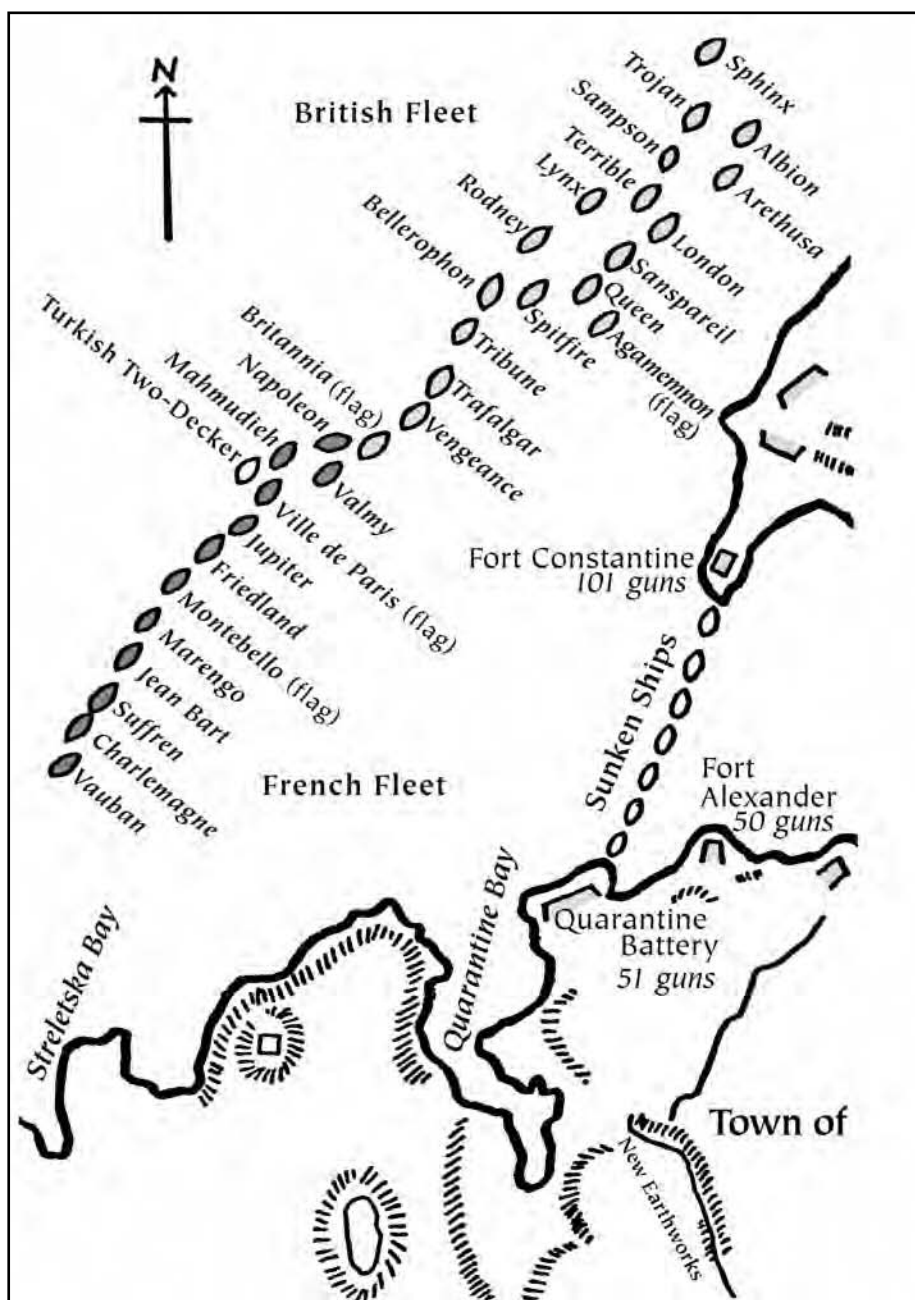 N
British Fleet
Sphinx
Trojan
Sampson
Terrible
Lynx
Rodney
Bellerophon
Albion
Arethusa
London
Sanspareil
Queen
Agamemnon
(flag)
Spitfire
Tribune
Trafalgar
Vengeance
Britannia (flag)
Napoleon
Mahmudieh
Turkish Two-Decker
Valmy
Ville de Paris (flag)
Jupiter
Friedland
Montebello (flag)
Marengo
Jean Bart
Suffren
Charlemagne
Vauban
French Fleet
Fort Constantine
101 guns
Sunken Ships
Fort
Alexander
50 guns
Quarantine
Battery
51 guns
Quarantine Bay
Streletska Bay
Town of
New Earthworks